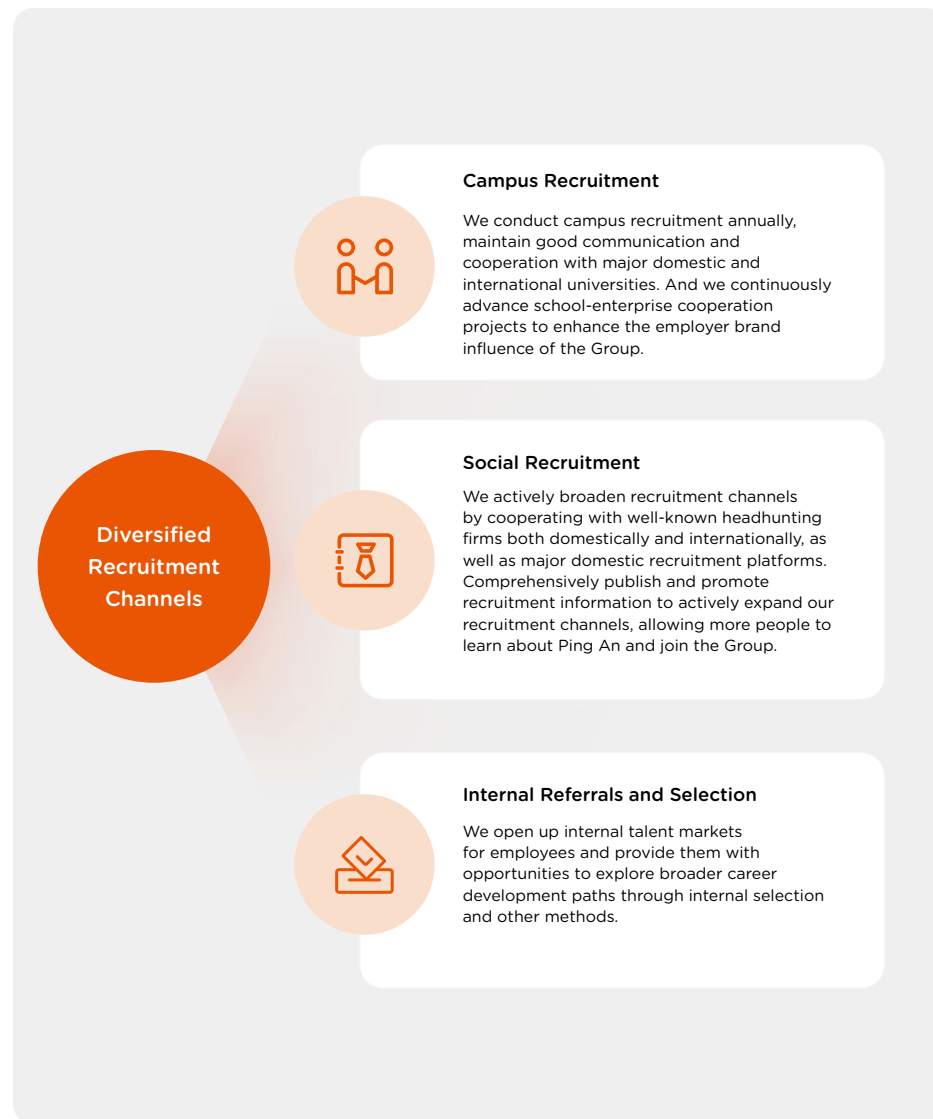 Campus Recruitment
We conduct campus recruitment annually,
maintain good communication and
cooperation with major domestic and
international universities. And we continuously
advance school-enterprise cooperation
projects to enhance the employer brand
influence of the Group.
Diversified
Recruitment
Channels
Social Recruitment
We actively broaden recruitment channels
by cooperating with well-known headhunting
firms both domestically and internationally, as
well as major domestic recruitment platforms.
Comprehensively publish and promote
recruitment information to actively expand our
recruitment channels, allowing more people to
learn about Ping An and join the Group.
Internal Referrals and Selection
We open up internal talent markets
for employees and provide them with
opportunities to explore broader career
development paths through internal selection
and other methods.